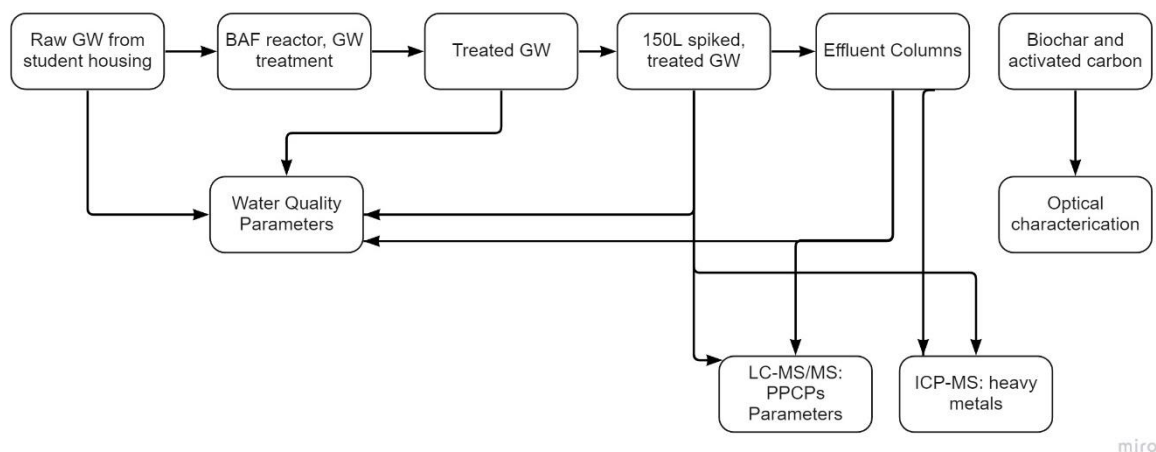 Raw GW from
student housing
BAF reactor, GW
treatment
Treated GW
150L spiked,
treated GW
Effluent Columns
Biochar and
activated carbon
Water Quality
Parameters
Optical
characterication
LC-MS/MS:
PPCPs
Parameters
ICP-MS: heavy
metals
miro